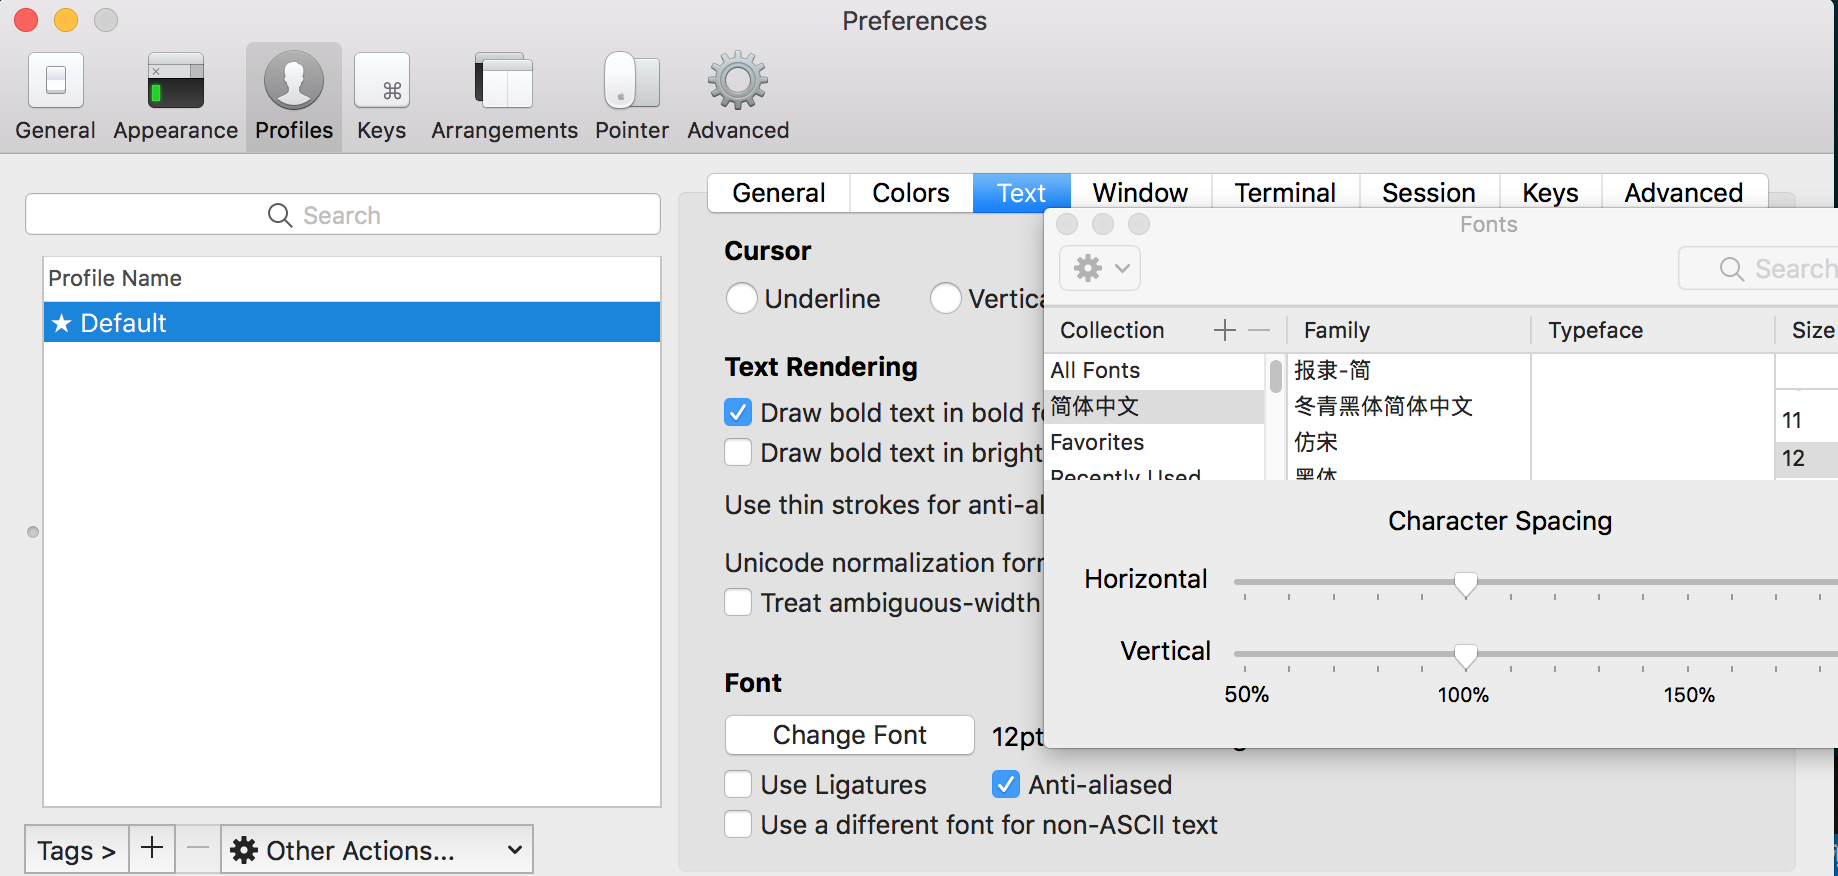 Preferences
General Appearance Profiles Keys Arrangements Pointer Advanced
Search
Profile Name
★ Default
Tags >
Other Actions...
General Colors Text Window Terminal Session Keys Advanced
Cursor
Underline
Text Rendering
Draw bold text in bold
Draw bold text in bright
Use thin strokes for
Unicode normalization
Treat ambiguous-width
Font
Change Font 12pt
Use Ligatures Anti-aliased
Use a different font for non-ASCII text
Fonts
Search
Collection Family Typeface Size
All Fonts
简体中文
Favorites
Recently Used
报隶-简
冬青黑体简体中文
仿宋
黑体
11
12
Character Spacing
Horizontal
Vertical
50% 100% 150%